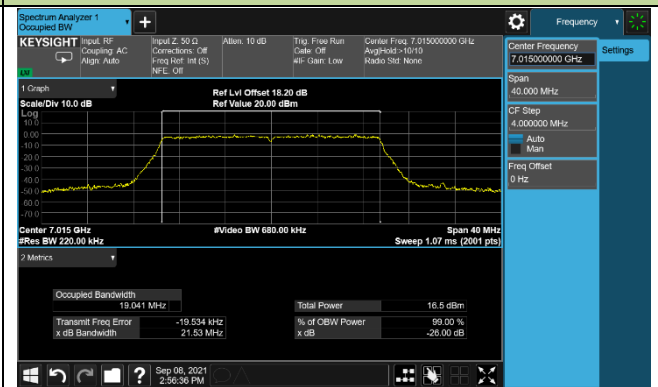 Spectrum Analyzer 1
Occupied BW
+
Frequency
KEYSIGHT
Input: RF
Coupling: AC
Align: Auto
Input Z: 50 Ω
Corrections: Off
Freq Ref: Int (S)
NFE: Off
Atten: 10 dB
Trig: Free Run
Gate: Off
#IF Gain: Low
Center Freq: 7.015000000 GHz
Avg|Hold:>10/10
Radio Std: None
1 Graph
Scale/Div 10.0 dB
Ref Lvl Offset 18.20 dB
Ref Value 20.00 dBm
Log
10.0
0.00
-10.0
-20.0
-30.0
-40.0
-50.0
-60.0
-70.0
Center 7.015 GHz
#Res BW 220.00 kHz
#Video BW 680.00 kHz
Span 40 MHz
Sweep 1.07 ms (2001 pts)
2 Metrics
Occupied Bandwidth
19.041 MHz
Total Power 16.5 dBm
Transmit Freq Error -19.534 kHz
% of OBW Power 99.00 %
x dB Bandwidth 21.53 MHz
x dB -26.00 dB
Center Frequency
7.015000000 GHz
Settings
Span
40.000 MHz
CF Step
4.000000 MHz
Auto
Man
Freq Offset
0 Hz
?
Sep 08, 2021
2:56:36 PM